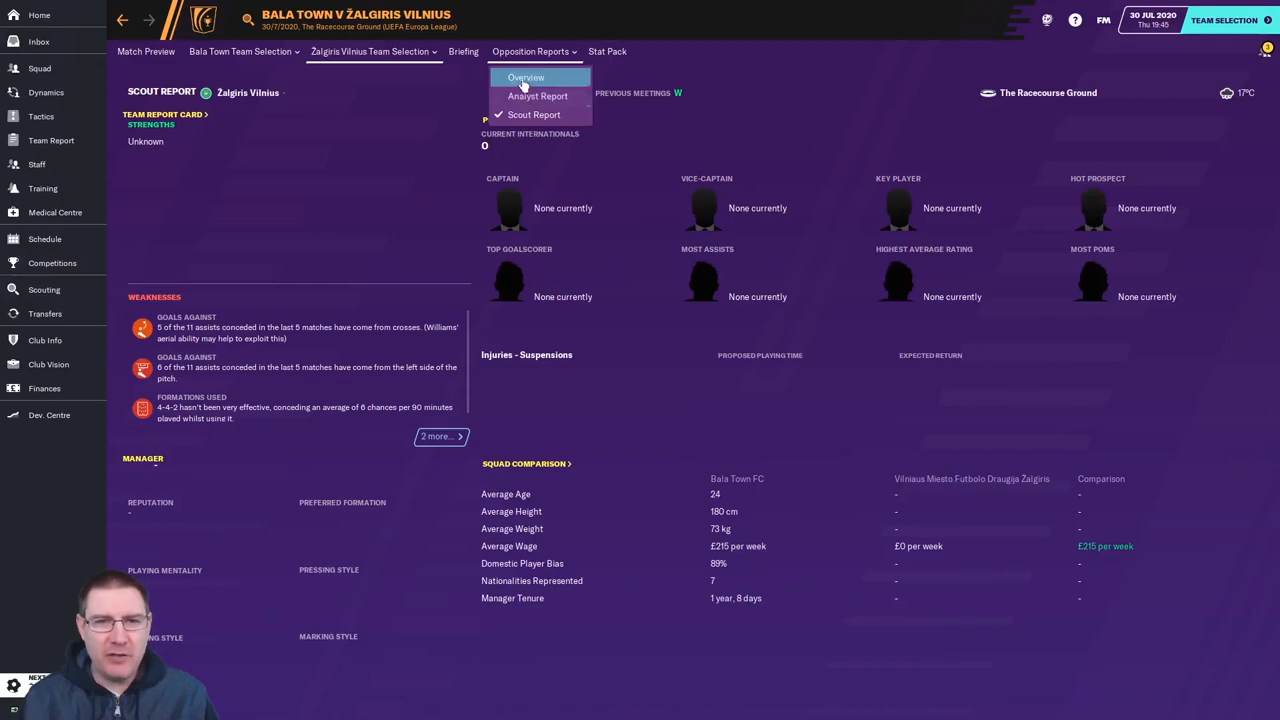 BALA TOWN V ŽALGIRIS VILNIUS
30/7/2020, The Racecourse Ground (UEFA Europa League)
FM
30 JUL 2020
Thu 19:45
TEAM SELECTION
3
Home
Inbox
Squad
Dynamics
Tactics
Team Report
Staff
Training
Medical Centre
Schedule
Competitions
Scouting
Transfers
Club Info
Club Vision
Finances
Dev. Centre
NEXT
Match Preview
Bala Town Team Selection
Žalgiris Vilnius Team Selection
Briefing
Opposition Reports
Stat Pack
Overview
Analyst Report
Scout Report
SCOUT REPORT
Žalgiris Vilnius
PREVIOUS MEETINGS W
The Racecourse Ground
17°C
TEAM REPORT CARD >
STRENGTHS
Unknown
WEAKNESSES
GOALS AGAINST
5 of the 11 assists conceded in the last 5 matches have come from crosses. (Williams'
aerial ability may help to exploit this)
GOALS AGAINST
6 of the 11 assists conceded in the last 5 matches have come from the left side of the
pitch.
FORMATIONS USED
4-4-2 hasn't been very effective, conceding an average of 6 chances per 90 minutes
played whilst using it.
2 more... >
MANAGER
-
REPUTATION
-
PREFERRED FORMATION
PLAYING MENTALITY
PRESSING STYLE
STYLE
MARKING STYLE
CURRENT INTERNATIONALS
0
CAPTAIN
None currently
VICE-CAPTAIN
None currently
KEY PLAYER
None currently
HOT PROSPECT
None currently
TOP GOALSCORER
None currently
MOST ASSISTS
None currently
HIGHEST AVERAGE RATING
None currently
MOST POMS
None currently
Injuries - Suspensions
PROPOSED PLAYING TIME
EXPECTED RETURN
SQUAD COMPARISON >
Bala Town FC
Vilniaus Miesto Futbolo Draugija Žalgiris
Comparison
Average Age 24 - -
Average Height 180 cm - -
Average Weight 73 kg - -
Average Wage £215 per week £0 per week £215 per week
Domestic Player Bias 89% - -
Nationalities Represented 7 - -
Manager Tenure 1 year, 8 days - -